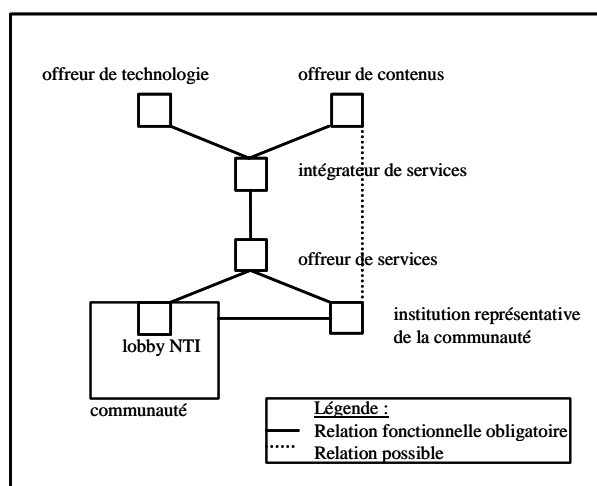 offreur de technologie
offreur de contenus
intégrateur de services
offreur de services
institution représentative
de la communauté
lobby NTI
communauté
Légende :
Relation fonctionnelle obligatoire
Relation possible